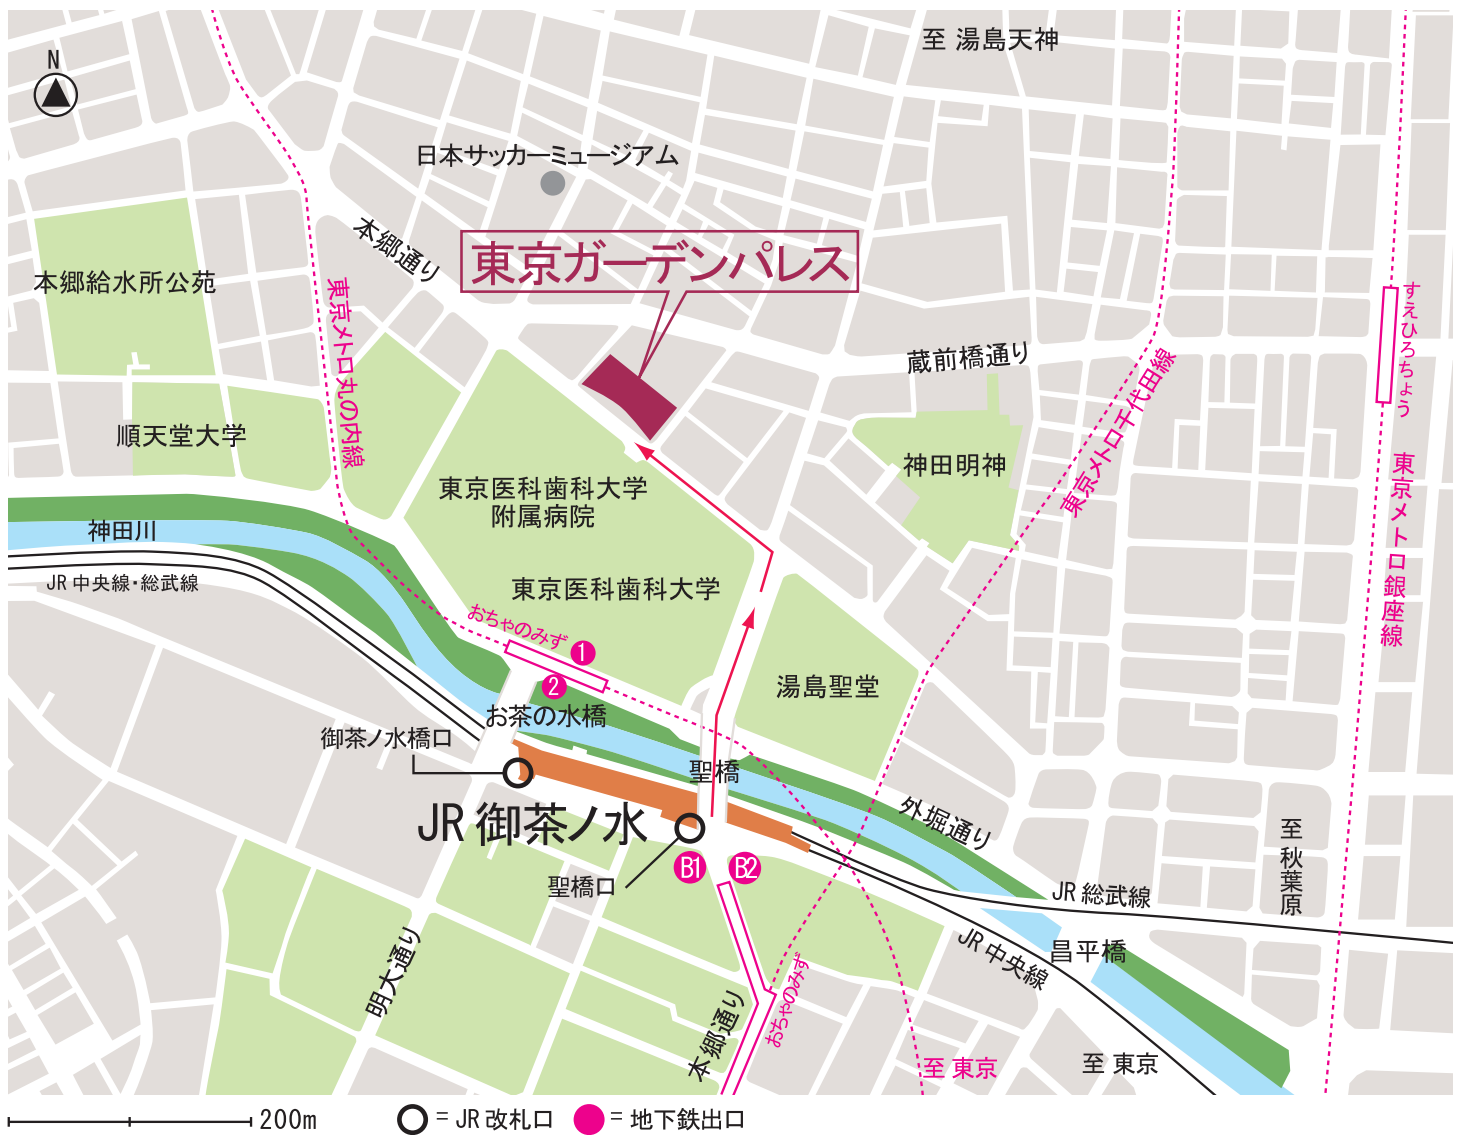 N
至 湯島天神
日本サッカーミュージアム
本郷通り
東京ガーデンパレス
本郷給水所公苑
東京メトロ丸の内線
すえひろちょう
蔵前橋通り
東京メトロ千代田線
順天堂大学
神田明神
東京メトロ銀座線
東京医科歯科大学
附属病院
神田川
JR 中央線・総武線
東京医科歯科大学
おちゃのみず
1
2
湯島聖堂
お茶の水橋
御茶ノ水橋口
聖橋
JR 御茶ノ水
外堀通り
至 秋葉原
B1
B2
聖橋口
JR 総武線
JR 中央線
昌平橋
明大通り
本郷通り
おちゃのみず
至 東京
至 東京
200m
= JR 改札口
= 地下鉄出口